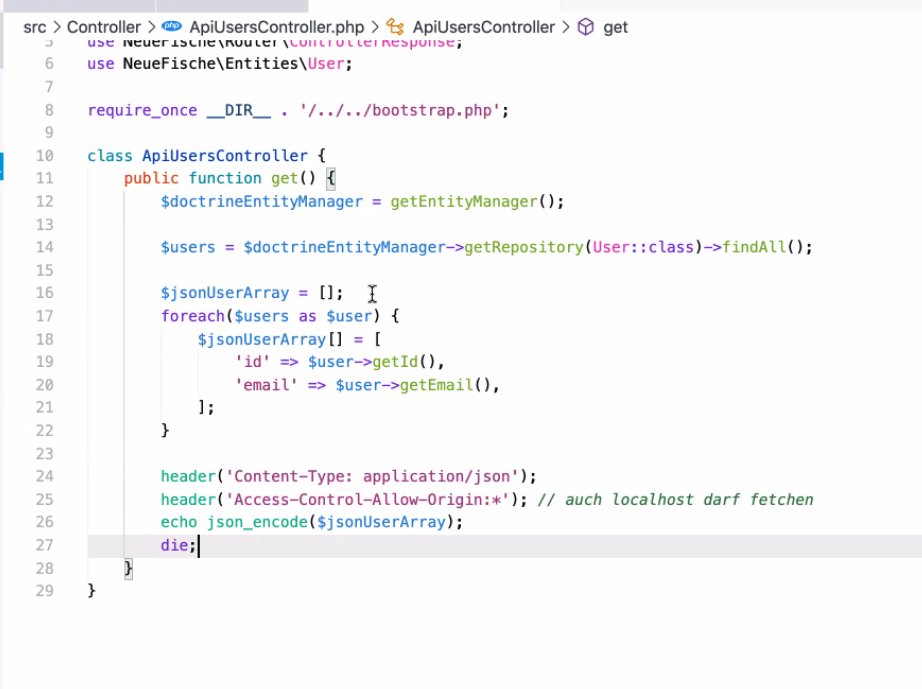 src > Controller > php ApiUsersController.php > ApiUsersController > get
5 use NeueFische\Router\ControllerResponse;
6 use NeueFische\Entities\User;
7
8 require_once __DIR__ . '/../../bootstrap.php';
9
10 class ApiUsersController {
11 public function get() {
12 $doctrineEntityManager = getEntityManager();
13
14 $users = $doctrineEntityManager->getRepository(User::class)->findAll();
15
16 $jsonUserArray = [];
17 foreach($users as $user) {
18 $jsonUserArray[] = [
19 'id' => $user->getId(),
20 'email' => $user->getEmail(),
21 ];
22 }
23
24 header('Content-Type: application/json');
25 header('Access-Control-Allow-Origin:*'); // auch localhost darf fetchen
26 echo json_encode($jsonUserArray);
27 die;
28 }
29 }